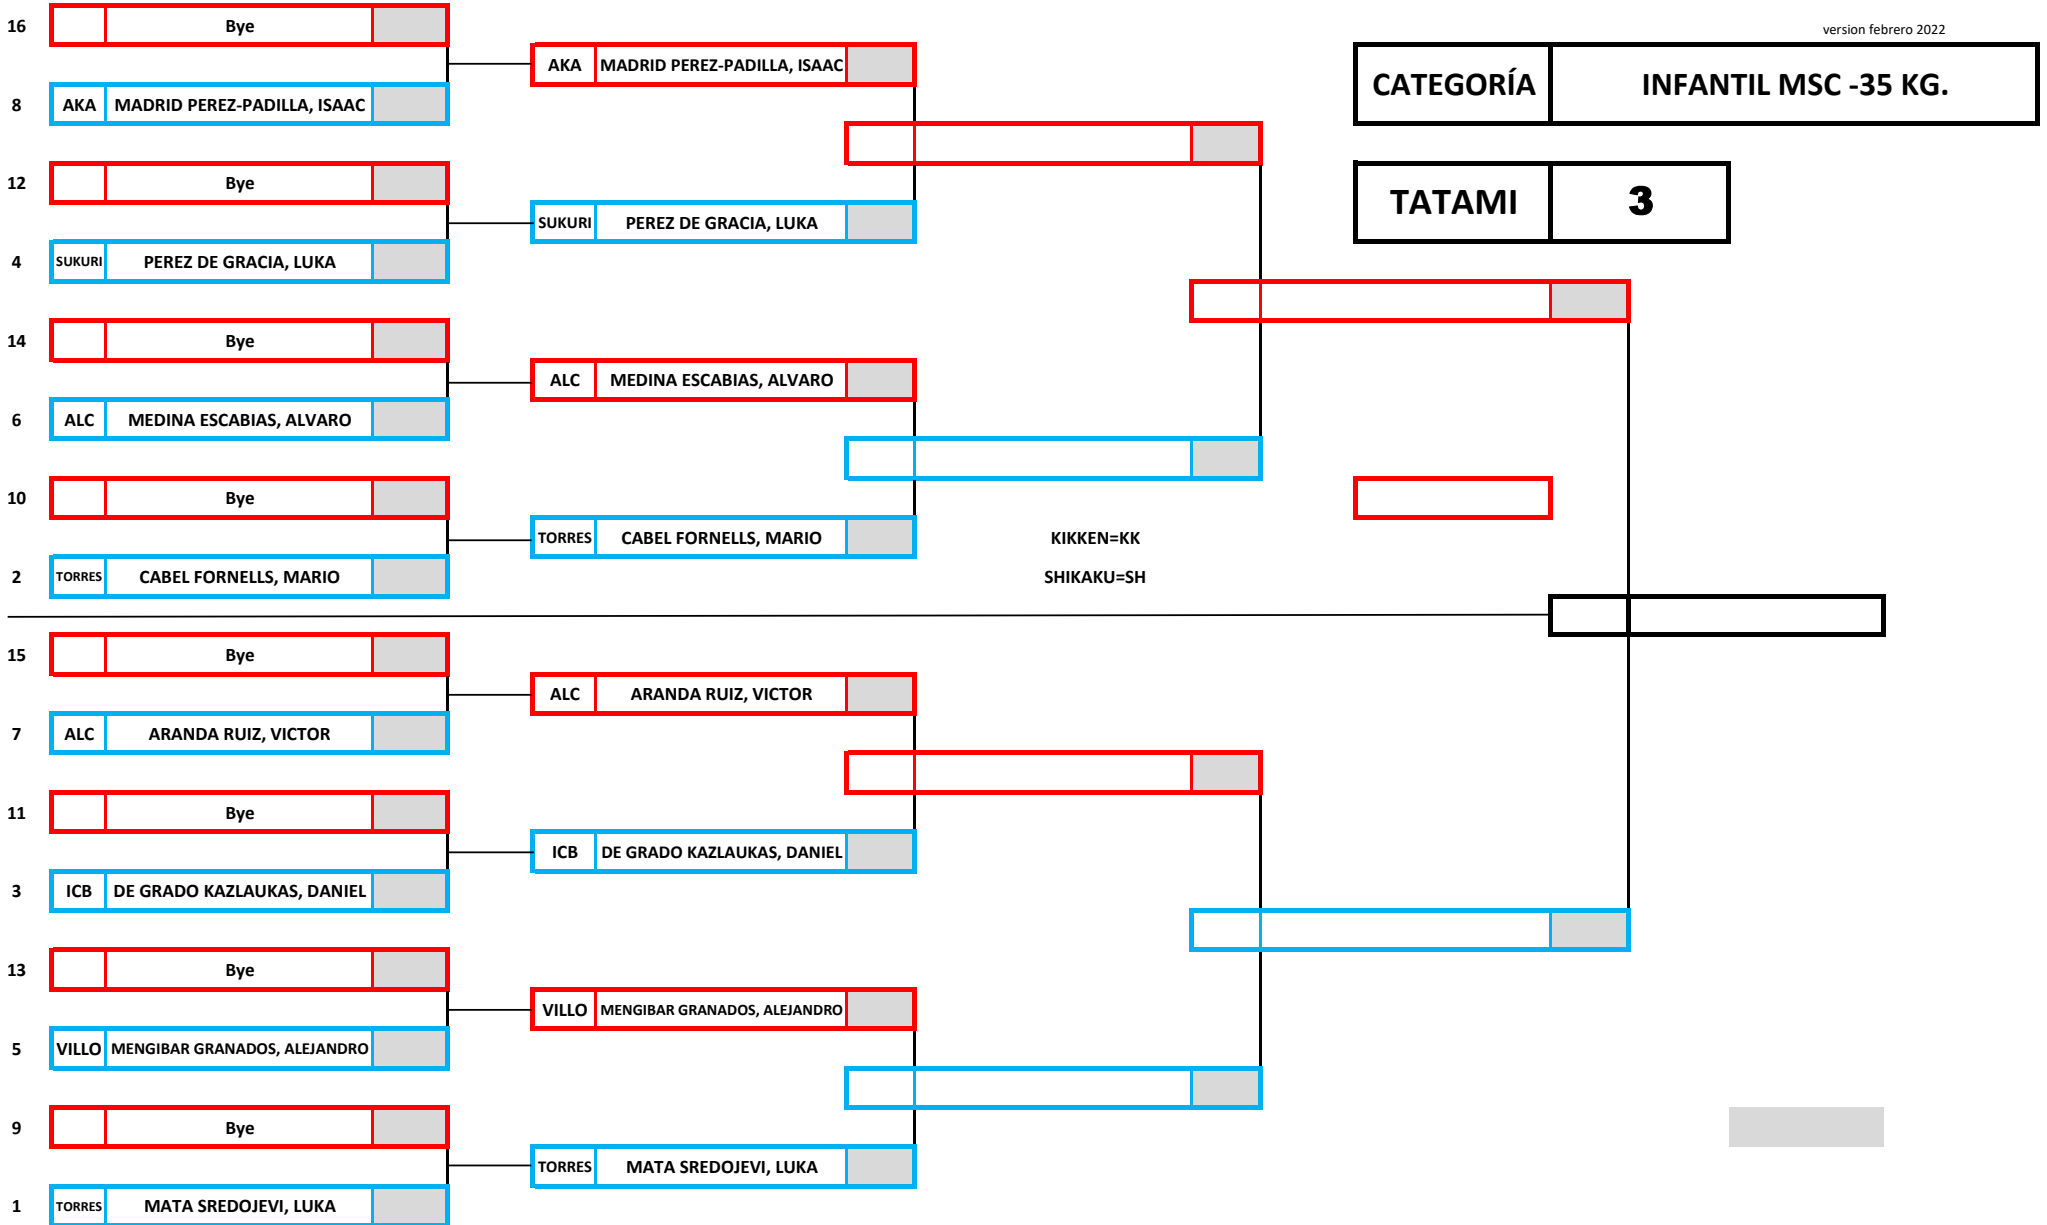 16 Bye
version febrero 2022
AKA MADRID PEREZ-PADILLA, ISAAC
CATEGORÍA INFANTIL MSC -35 KG.
8 AKA MADRID PEREZ-PADILLA, ISAAC
12 Bye
TATAMI 3
SUKURI PEREZ DE GRACIA, LUKA
4 SUKURI PEREZ DE GRACIA, LUKA
14 Bye
ALC MEDINA ESCABIAS, ALVARO
6 ALC MEDINA ESCABIAS, ALVARO
10 Bye
TORRES CABEL FORNELLS, MARIO
KIKKEN=KK
2 TORRES CABEL FORNELLS, MARIO
SHIKAKU=SH
15 Bye
ALC ARANDA RUIZ, VICTOR
7 ALC ARANDA RUIZ, VICTOR
11 Bye
ICB DE GRADO KAZLAUKAS, DANIEL
3 ICB DE GRADO KAZLAUKAS, DANIEL
13 Bye
VILLO MENGIBAR GRANADOS, ALEJANDRO
5 VILLO MENGIBAR GRANADOS, ALEJANDRO
9 Bye
TORRES MATA SREDOJEVI, LUKA
1 TORRES MATA SREDOJEVI, LUKA